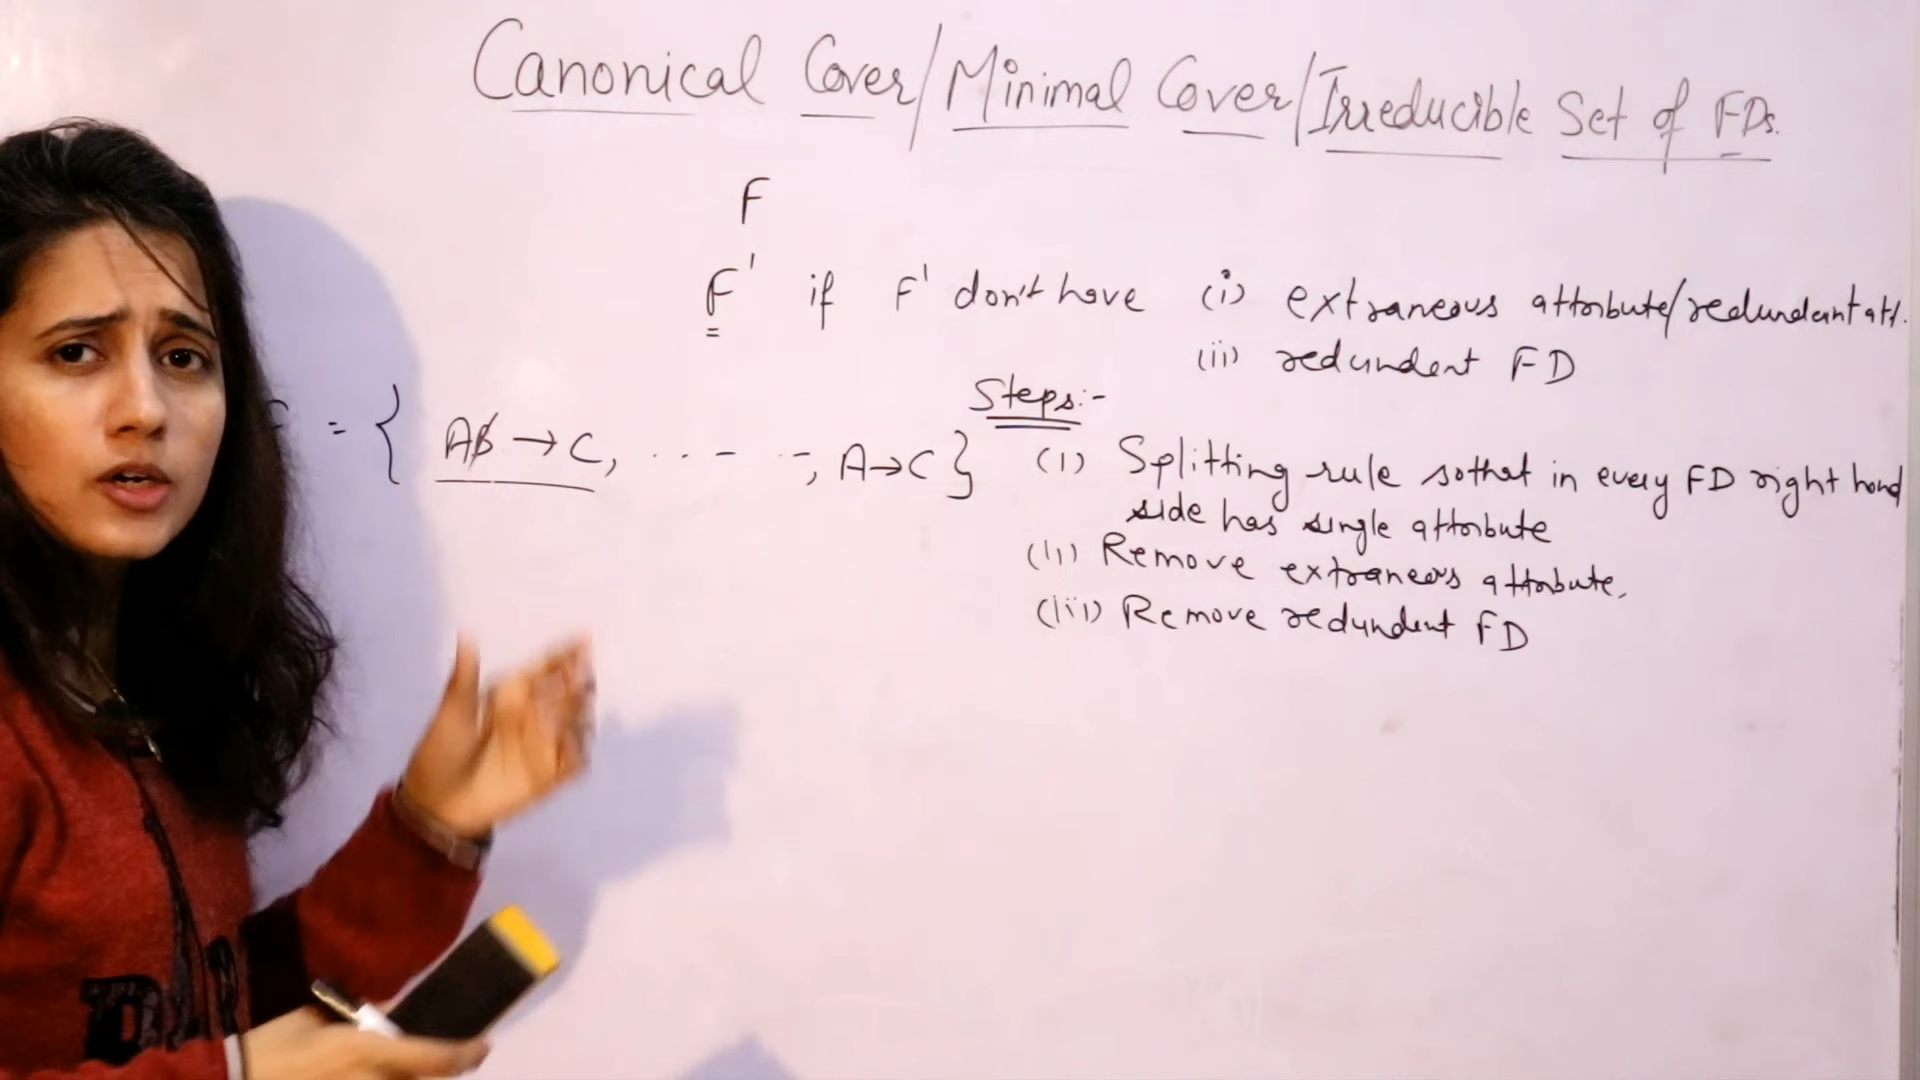 Canonical Cover/Minimal Cover/Irreducible Set of FDs.
F
F' if F' don't have (i) extraneous attribute/redundant att.
(ii) redundent FD
= { AB → C, ... - -, A→C }
Steps:-
(1) Splitting rule sothat in every FD right hand
side has single attribute
(ii) Remove extraneous attribute.
(iii) Remove redundent FD